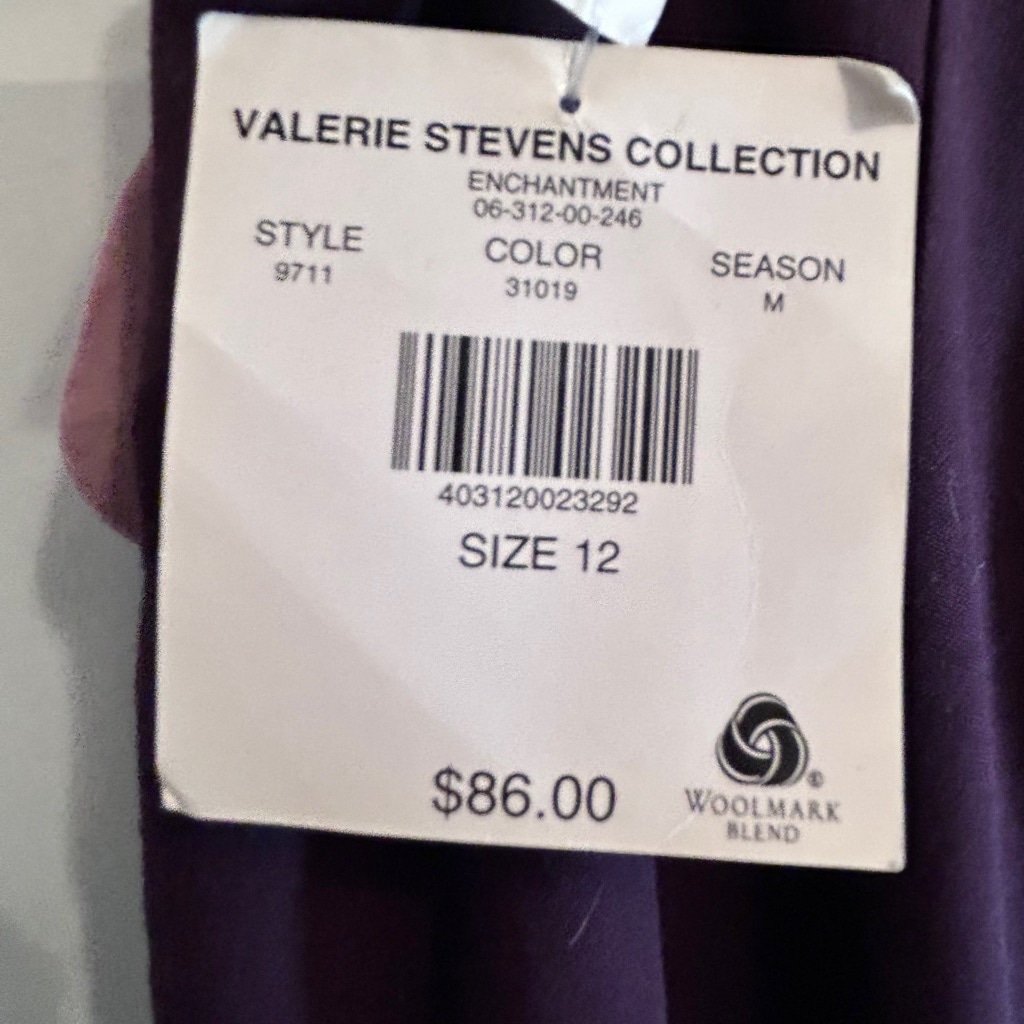 VALERIE STEVENS COLLECTION
ENCHANTMENT
06-312-00-246
STYLE COLOR SEASON
9711 31019 M
403120023292
SIZE 12
$86.00
®
WOOLMARK
BLEND